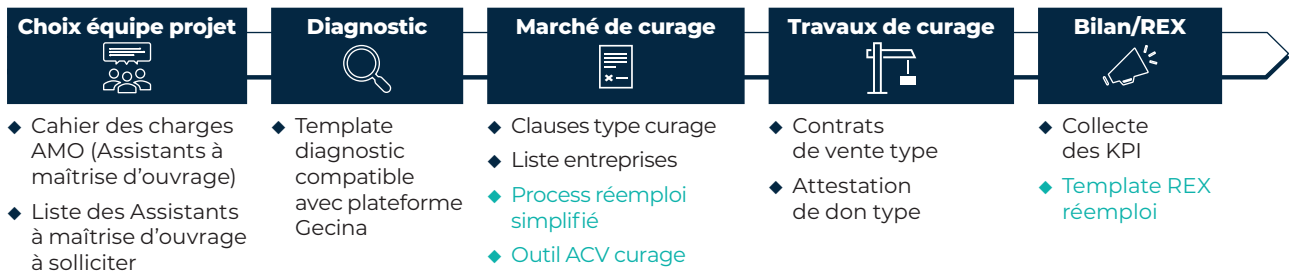 Choix équipe projet
Cahier des charges
AMO (Assistants à
maîtrise d'ouvrage)
Liste des Assistants
à maîtrise d'ouvrage
à solliciter
Diagnostic
Template
diagnostic
compatible
avec plateforme
Gecina
Marché de curage
Clauses type curage
Liste entreprises
Process réemploi
simplifié
Outil ACV curage
Travaux de curage
Contrats
de vente type
Attestation
de don type
Bilan/REX
Collecte
des KPI
Template REX
réemploi